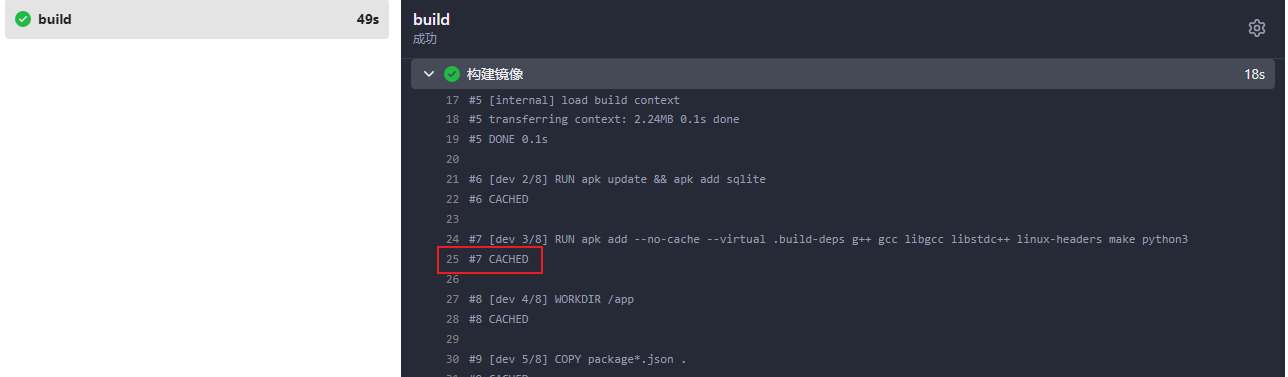 build 49s
build
成功
构建镜像 18s
17 #5 [internal] load build context
18 #5 transferring context: 2.24MB 0.1s done
19 #5 DONE 0.1s
20
21 #6 [dev 2/8] RUN apk update && apk add sqlite
22 #6 CACHED
23
24 #7 [dev 3/8] RUN apk add --no-cache --virtual .build-deps g++ gcc libgcc libstdc++ linux-headers make python3
25 #7 CACHED
26
27 #8 [dev 4/8] WORKDIR /app
28 #8 CACHED
29
30 #9 [dev 5/8] COPY package*.json .
31 #9 CACHED